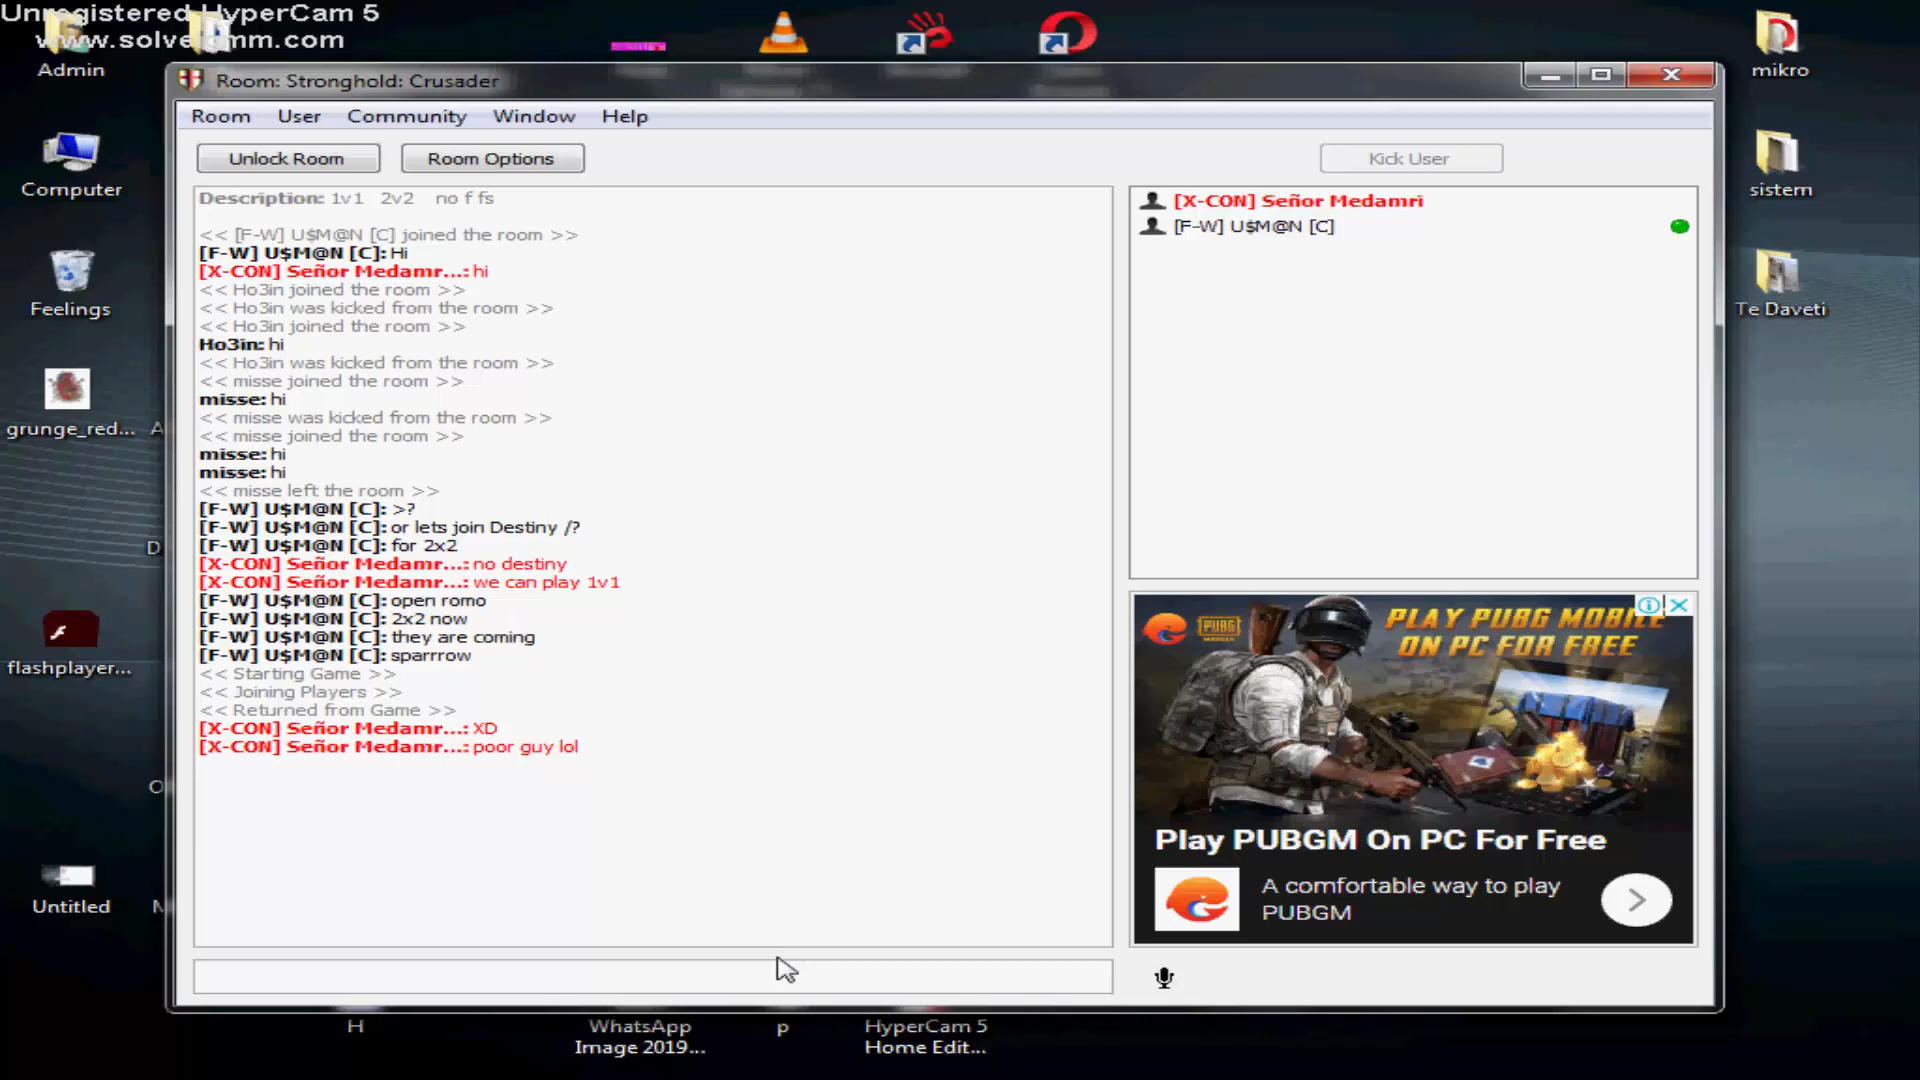 Unregistered HyperCam 5
Admin
Computer
Feelings
grunge_red...
A
D
flashplayer...
O
Untitled
mikro
sistem
Te Daveti
Room: Stronghold: Crusader
Room User Community Window Help
Unlock Room
Room Options
Kick User
Description: 1v1 2v2 no f fs
<< [F-W] U$M@N [C] joined the room >>
[F-W] U$M@N [C]: Hi
[X-CON] Señor Medamr...: hi
<< Ho3in joined the room >>
<< Ho3in was kicked from the room >>
<< Ho3in joined the room >>
Ho3in: hi
<< Ho3in was kicked from the room >>
<< misse joined the room >>
misse: hi
<< misse was kicked from the room >>
<< misse joined the room >>
misse: hi
misse: hi
<< misse left the room >>
[F-W] U$M@N [C]: >?
[F-W] U$M@N [C]: or lets join Destiny /?
[F-W] U$M@N [C]: for 2x2
[X-CON] Señor Medamr...: no destiny
[X-CON] Señor Medamr...: we can play 1v1
[F-W] U$M@N [C]: open romo
[F-W] U$M@N [C]: 2x2 now
[F-W] U$M@N [C]: they are coming
[F-W] U$M@N [C]: sparrrow
<< Starting Game >>
<< Joining Players >>
<< Returned from Game >>
[X-CON] Señor Medamr...: XD
[X-CON] Señor Medamr...: poor guy lol
[X-CON] Señor Medamri
[F-W] U$M@N [C]
PUBG
PLAY PUBG MOBILE
ON PC FOR FREE
Play PUBGM On PC For Free
A comfortable way to play
PUBGM
H
WhatsApp
Image 2019...
p
HyperCam 5
Home Edit...